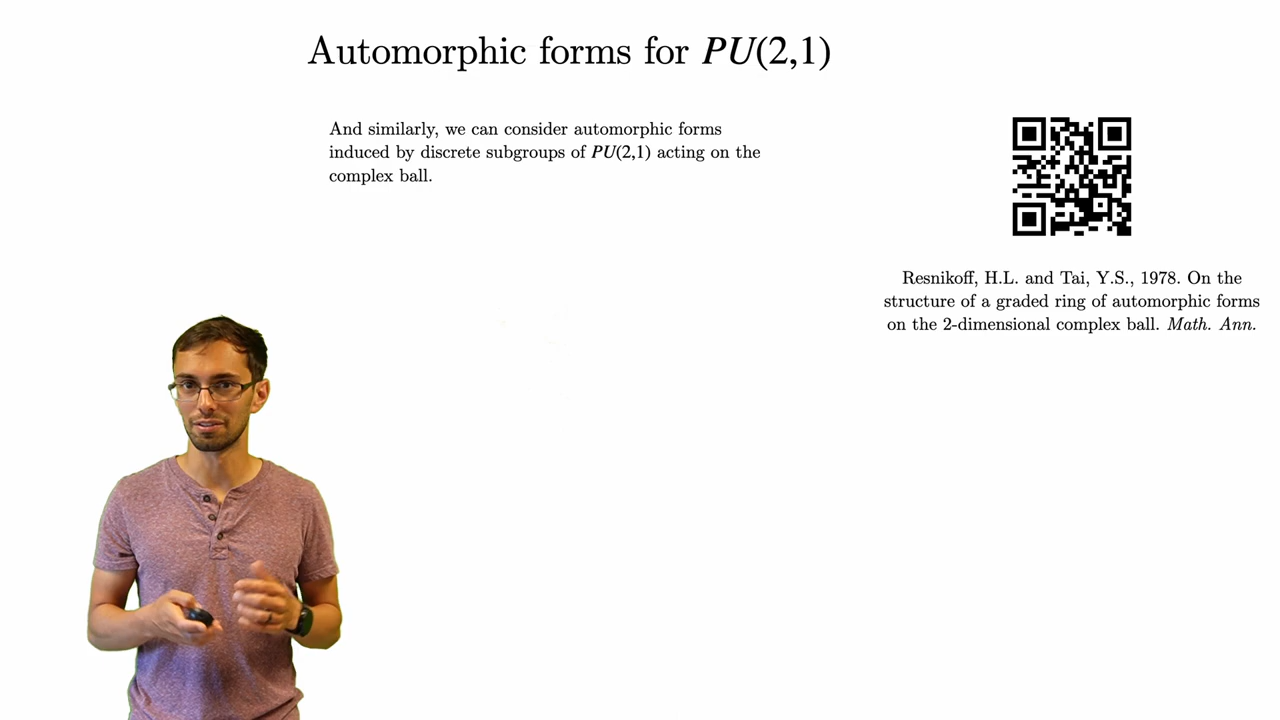 Automorphic forms for PU(2,1)
And similarly, we can consider automorphic forms
induced by discrete subgroups of PU(2,1) acting on the
complex ball.
Resnikoff, H.L. and Tai, Y.S., 1978. On the
structure of a graded ring of automorphic forms
on the 2-dimensional complex ball. Math. Ann.